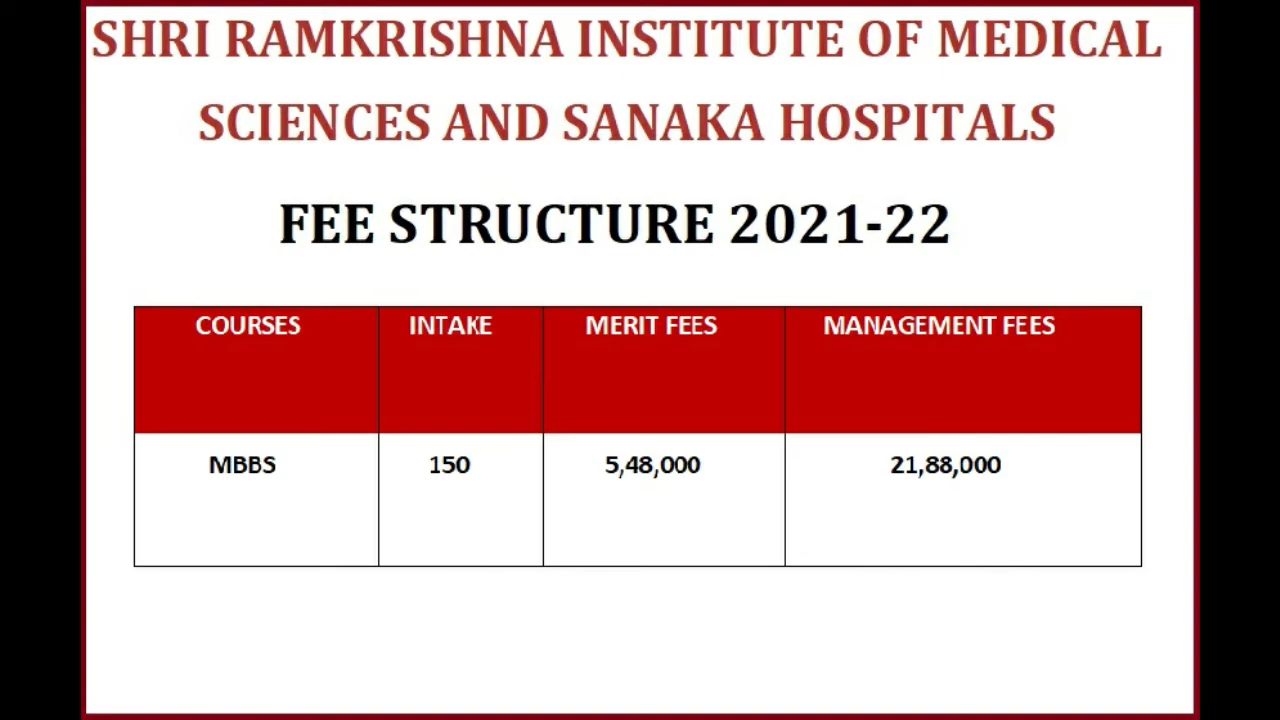 SHRI RAMKRISHNA INSTITUTE OF MEDICAL
SCIENCES AND SANAKA HOSPITALS
FEE STRUCTURE 2021-22
COURSES INTAKE MERIT FEES MANAGEMENT FEES
MBBS 150 5,48,000 21,88,000